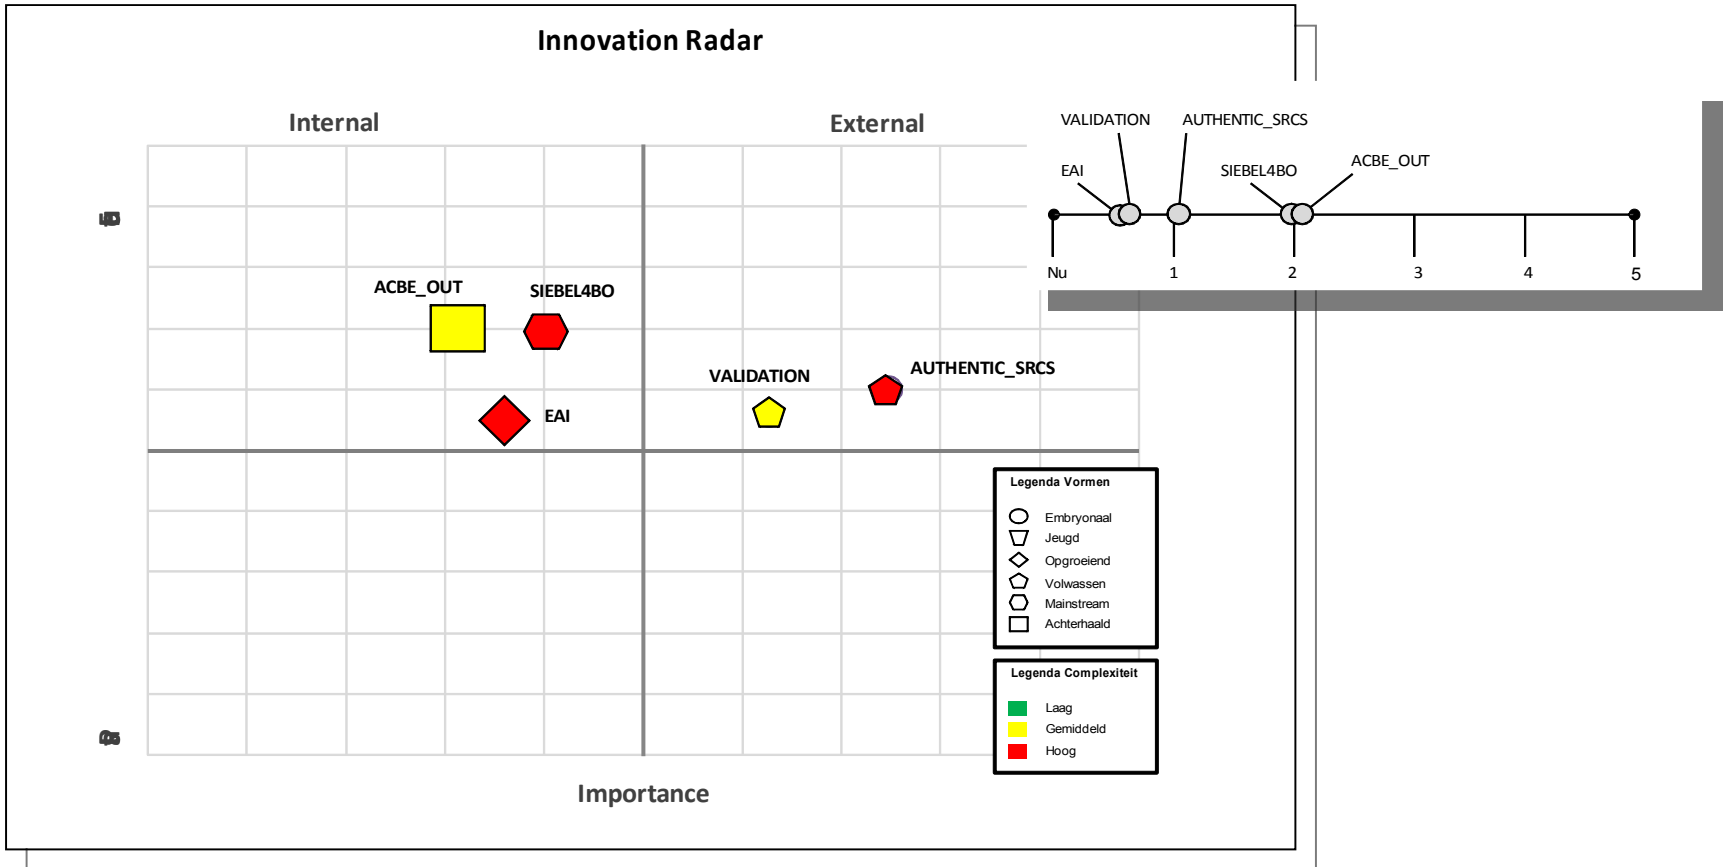 Innovation Radar
Internal
External
VALIDATION
AUTHENTIC_SRCS
EAI
SIEBEL4BO
ACBE_OUT
Nu
1
2
3
4
5
ACBE_OUT
SIEBEL4BO
VALIDATION
AUTHENTIC_SRCS
EAI
Legenda Vormen
Embryonaal
Jeugd
Opgroeiend
Volwassen
Mainstream
Achterhaald
Legenda Complexiteit
Laag
Gemiddeld
Hoog
Importance